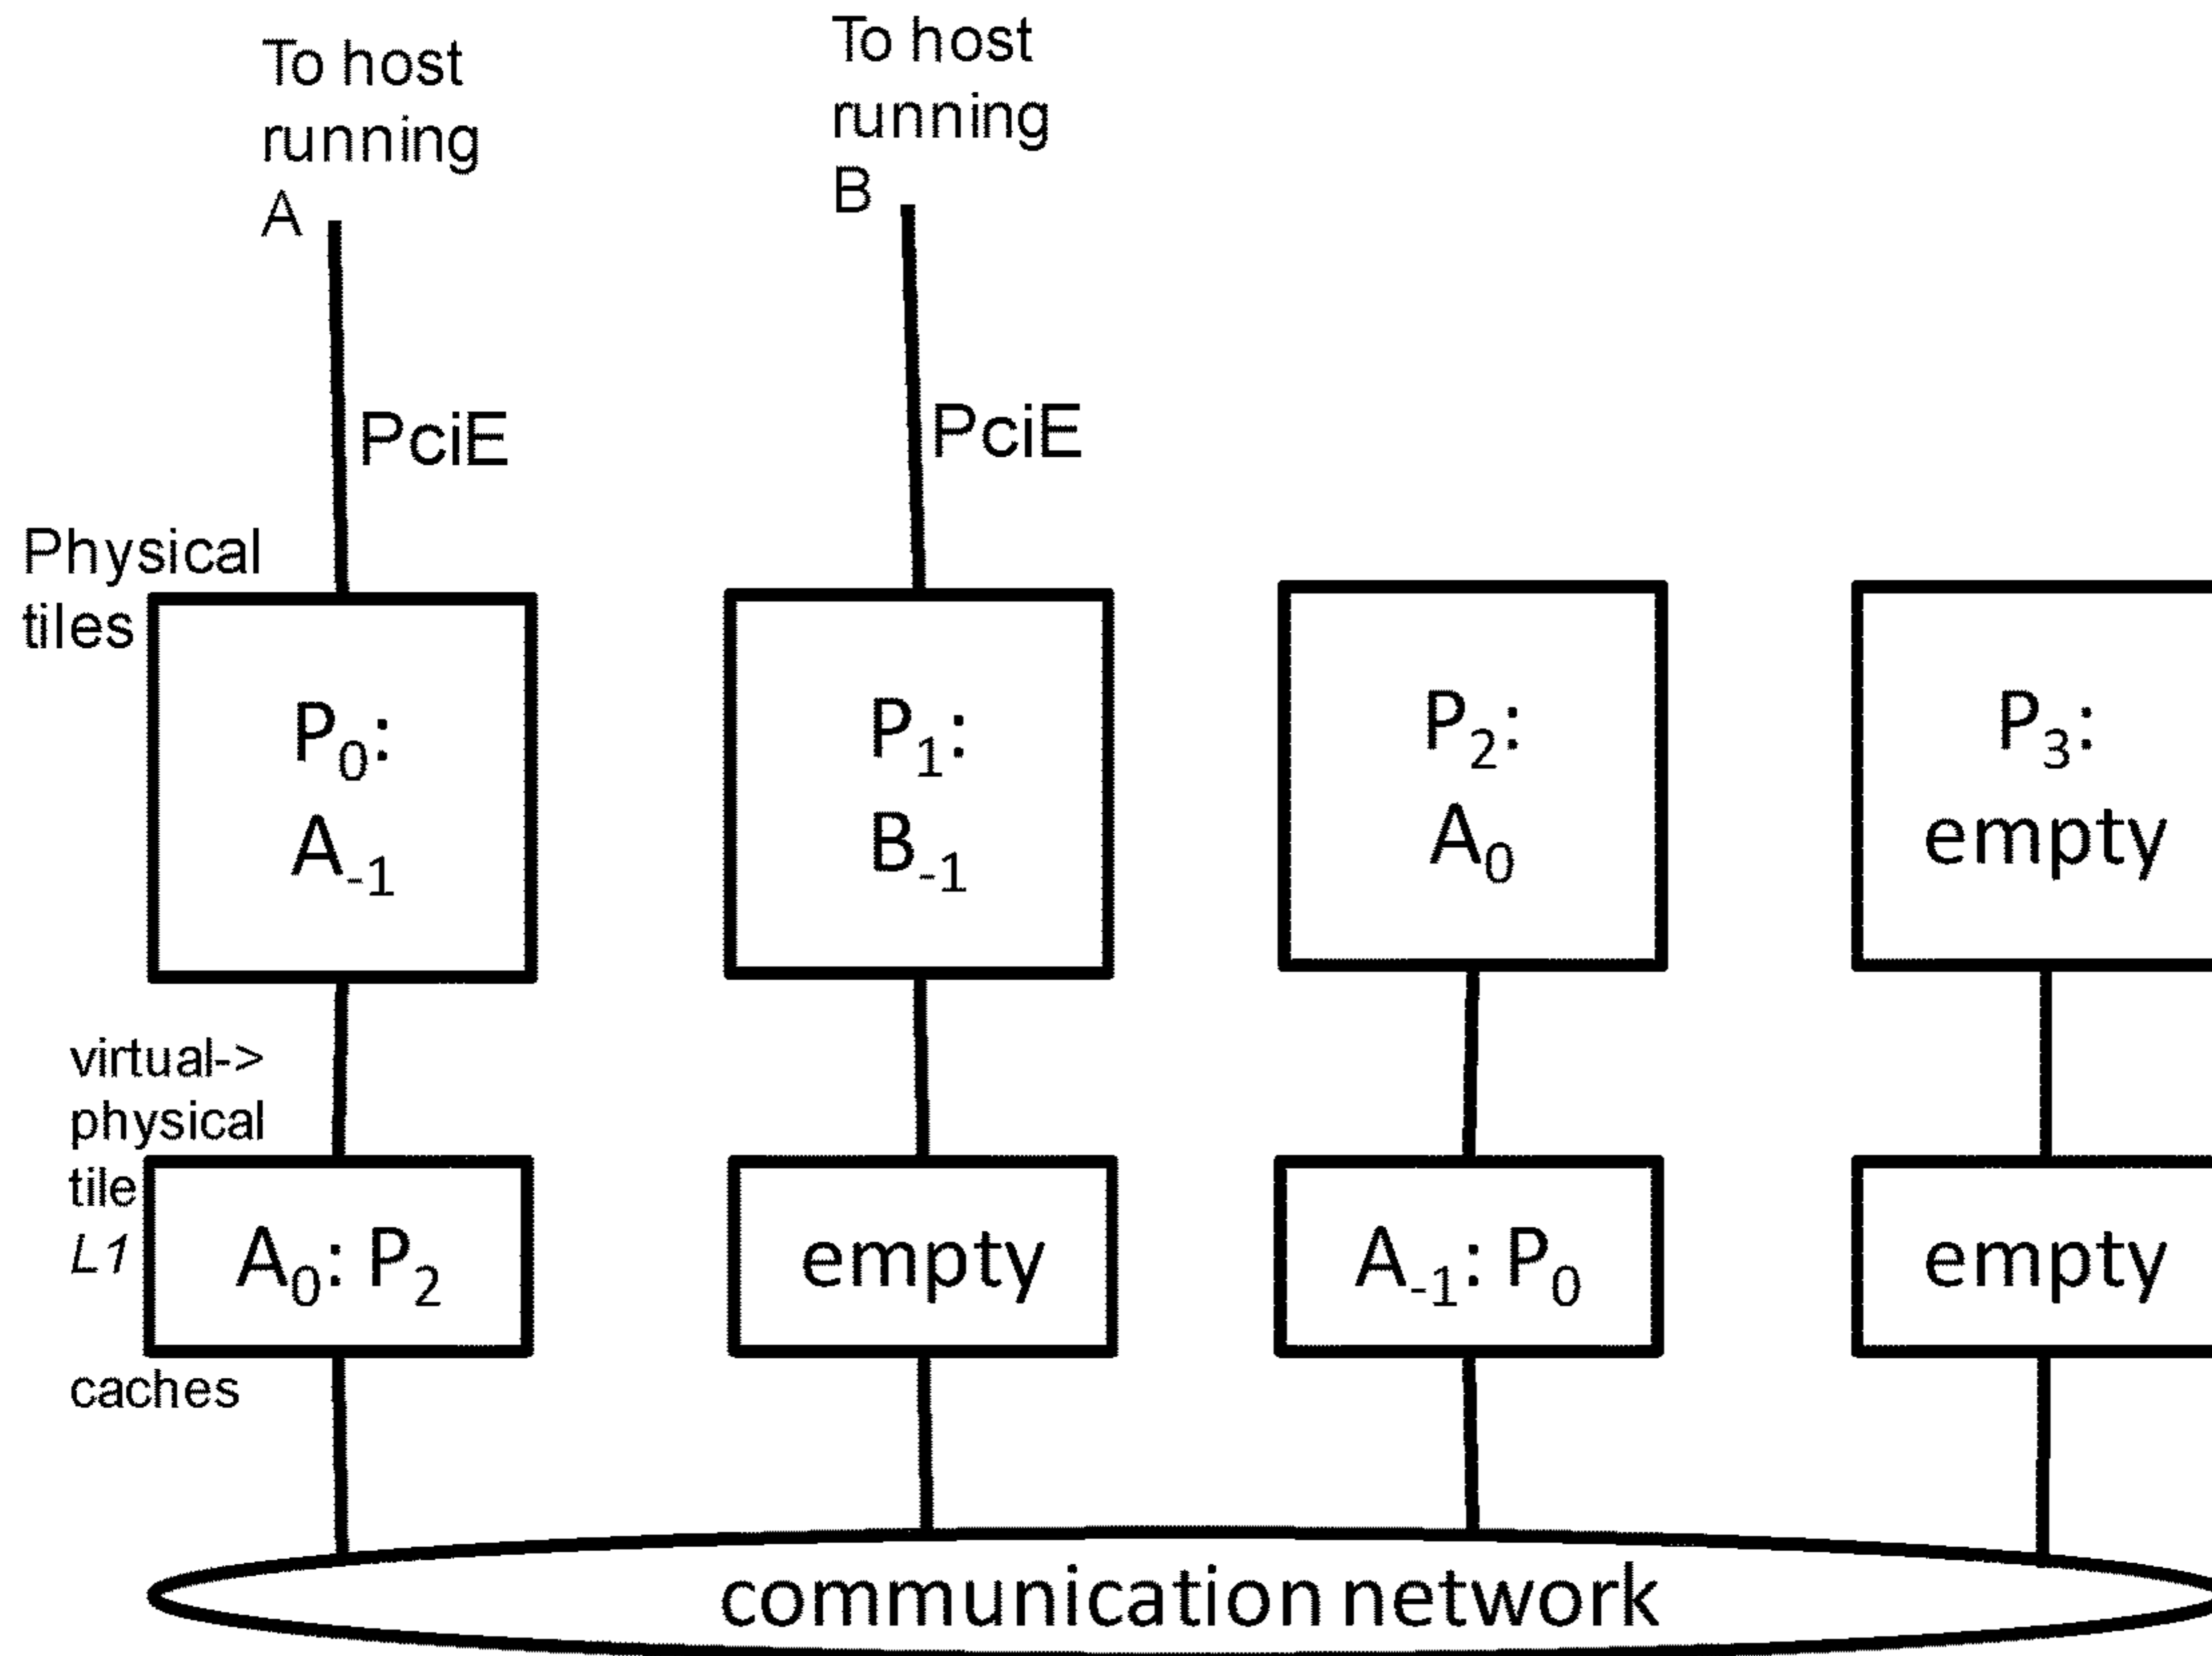 To host
running
A
To host
running
B
PciE
PciE
Physical
tiles
P₀:
A₋₁
P₁:
B₋₁
P₂:
A₀
P₃:
empty
virtual->
physical
tile
L1
caches
A₀: P₂
empty
A₋₁: P₀
empty
communication network